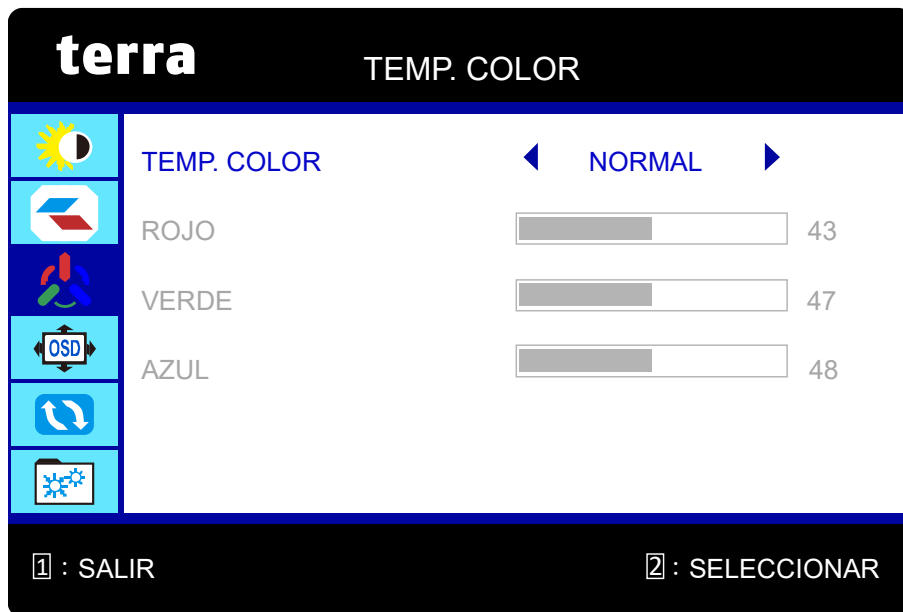 terra
TEMP. COLOR
TEMP. COLOR NORMAL
ROJO 43
VERDE 47
OSD
AZUL 48
1 : SALIR 2 : SELECCIONAR